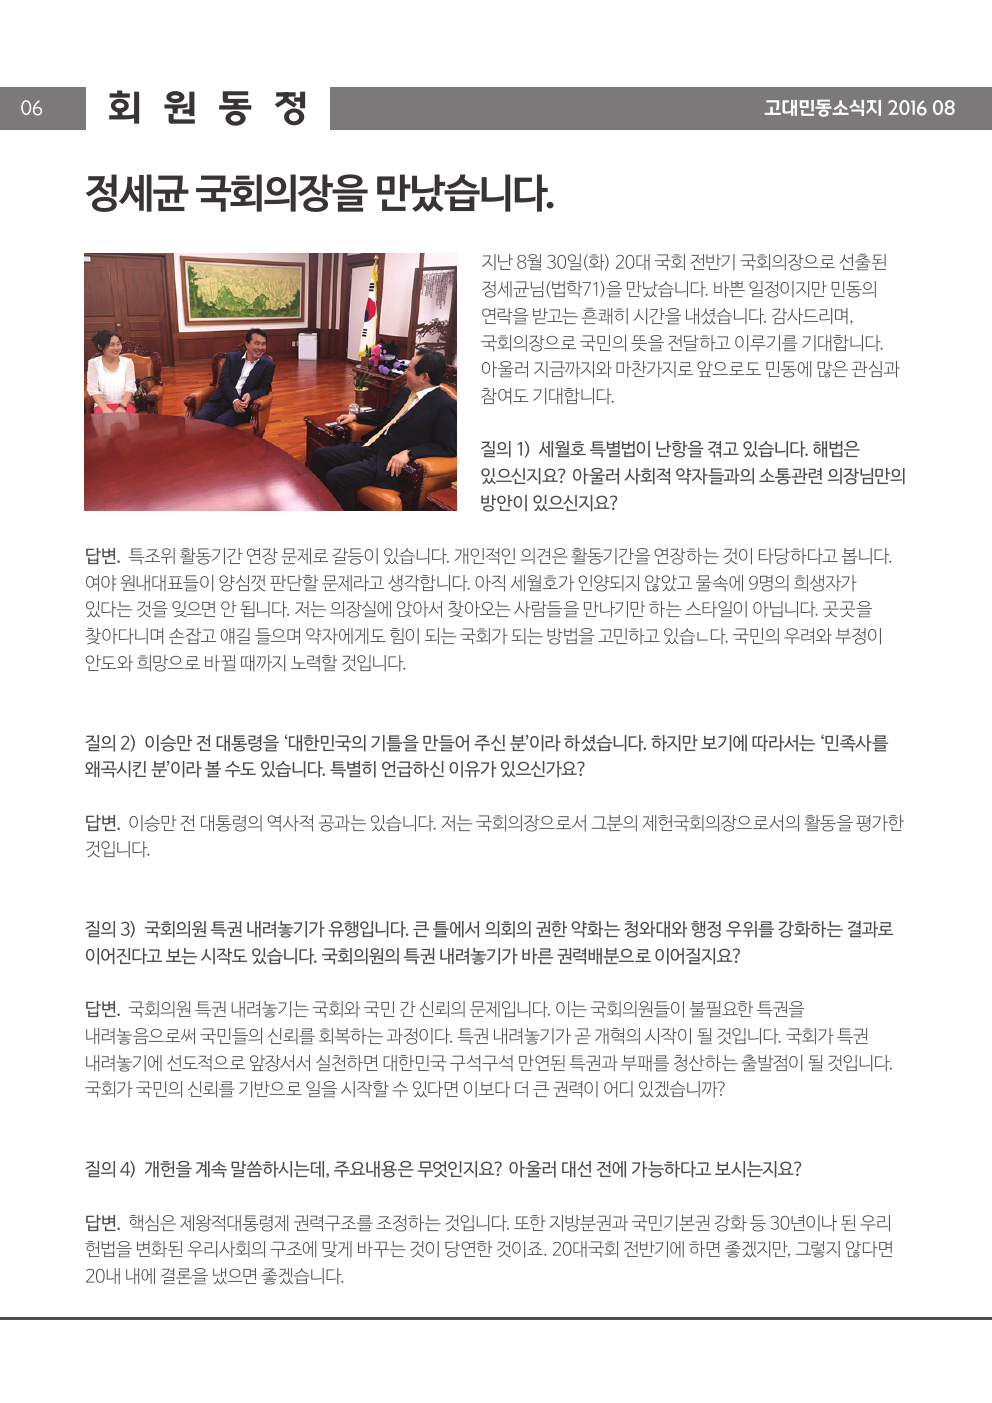 06
회 원 동 정
고대민동소식지 2016 08
정세균 국회의장을 만났습니다.
지난 8월 30일(화) 20대 국회 전반기 국회의장으로 선출된
정세균님(법학71)을 만났습니다. 바쁜 일정이지만 민동의
연락을 받고는 흔쾌히 시간을 내셨습니다. 감사드리며,
국회의장으로 국민의 뜻을 전달하고 이루기를 기대합니다.
아울러 지금까지와 마찬가지로 앞으로도 민동에 많은 관심과
참여도 기대합니다.
질의 1) 세월호 특별법이 난항을 겪고 있습니다. 해법은
있으신지요? 아울러 사회적 약자들과의 소통관련 의장님만의
방안이 있으신지요?
답변. 특조위 활동기간 연장 문제로 갈등이 있습니다. 개인적인 의견은 활동기간을 연장하는 것이 타당하다고 봅니다.
여야 원내대표들이 양심껏 판단할 문제라고 생각합니다. 아직 세월호가 인양되지 않았고 물속에 9명의 희생자가
있다는 것을 잊으면 안 됩니다. 저는 의장실에 앉아서 찾아오는 사람들을 만나기만 하는 스타일이 아닙니다. 곳곳을
찾아다니며 손잡고 얘길 들으며 약자에게도 힘이 되는 국회가 되는 방법을 고민하고 있습ㄴ다. 국민의 우려와 부정이
안도와 희망으로 바뀔 때까지 노력할 것입니다.
질의 2) 이승만 전 대통령을 ‘대한민국의 기틀을 만들어 주신 분’이라 하셨습니다. 하지만 보기에 따라서는 ‘민족사를
왜곡시킨 분’이라 볼 수도 있습니다. 특별히 언급하신 이유가 있으신가요?
답변. 이승만 전 대통령의 역사적 공과는 있습니다. 저는 국회의장으로서 그분의 제헌국회의장으로서의 활동을 평가한
것입니다.
질의 3) 국회의원 특권 내려놓기가 유행입니다. 큰 틀에서 의회의 권한 약화는 청와대와 행정 우위를 강화하는 결과로
이어진다고 보는 시작도 있습니다. 국회의원의 특권 내려놓기가 바른 권력배분으로 이어질지요?
답변. 국회의원 특권 내려놓기는 국회와 국민 간 신뢰의 문제입니다. 이는 국회의원들이 불필요한 특권을
내려놓음으로써 국민들의 신뢰를 회복하는 과정이다. 특권 내려놓기가 곧 개혁의 시작이 될 것입니다. 국회가 특권
내려놓기에 선도적으로 앞장서서 실천하면 대한민국 구석구석 만연된 특권과 부패를 청산하는 출발점이 될 것입니다.
국회가 국민의 신뢰를 기반으로 일을 시작할 수 있다면 이보다 더 큰 권력이 어디 있겠습니까?
질의 4) 개헌을 계속 말씀하시는데, 주요내용은 무엇인지요? 아울러 대선 전에 가능하다고 보시는지요?
답변. 핵심은 제왕적대통령제 권력구조를 조정하는 것입니다. 또한 지방분권과 국민기본권 강화 등 30년이나 된 우리
헌법을 변화된 우리사회의 구조에 맞게 바꾸는 것이 당연한 것이죠. 20대국회 전반기에 하면 좋겠지만, 그렇지 않다면
20내 내에 결론을 냈으면 좋겠습니다.